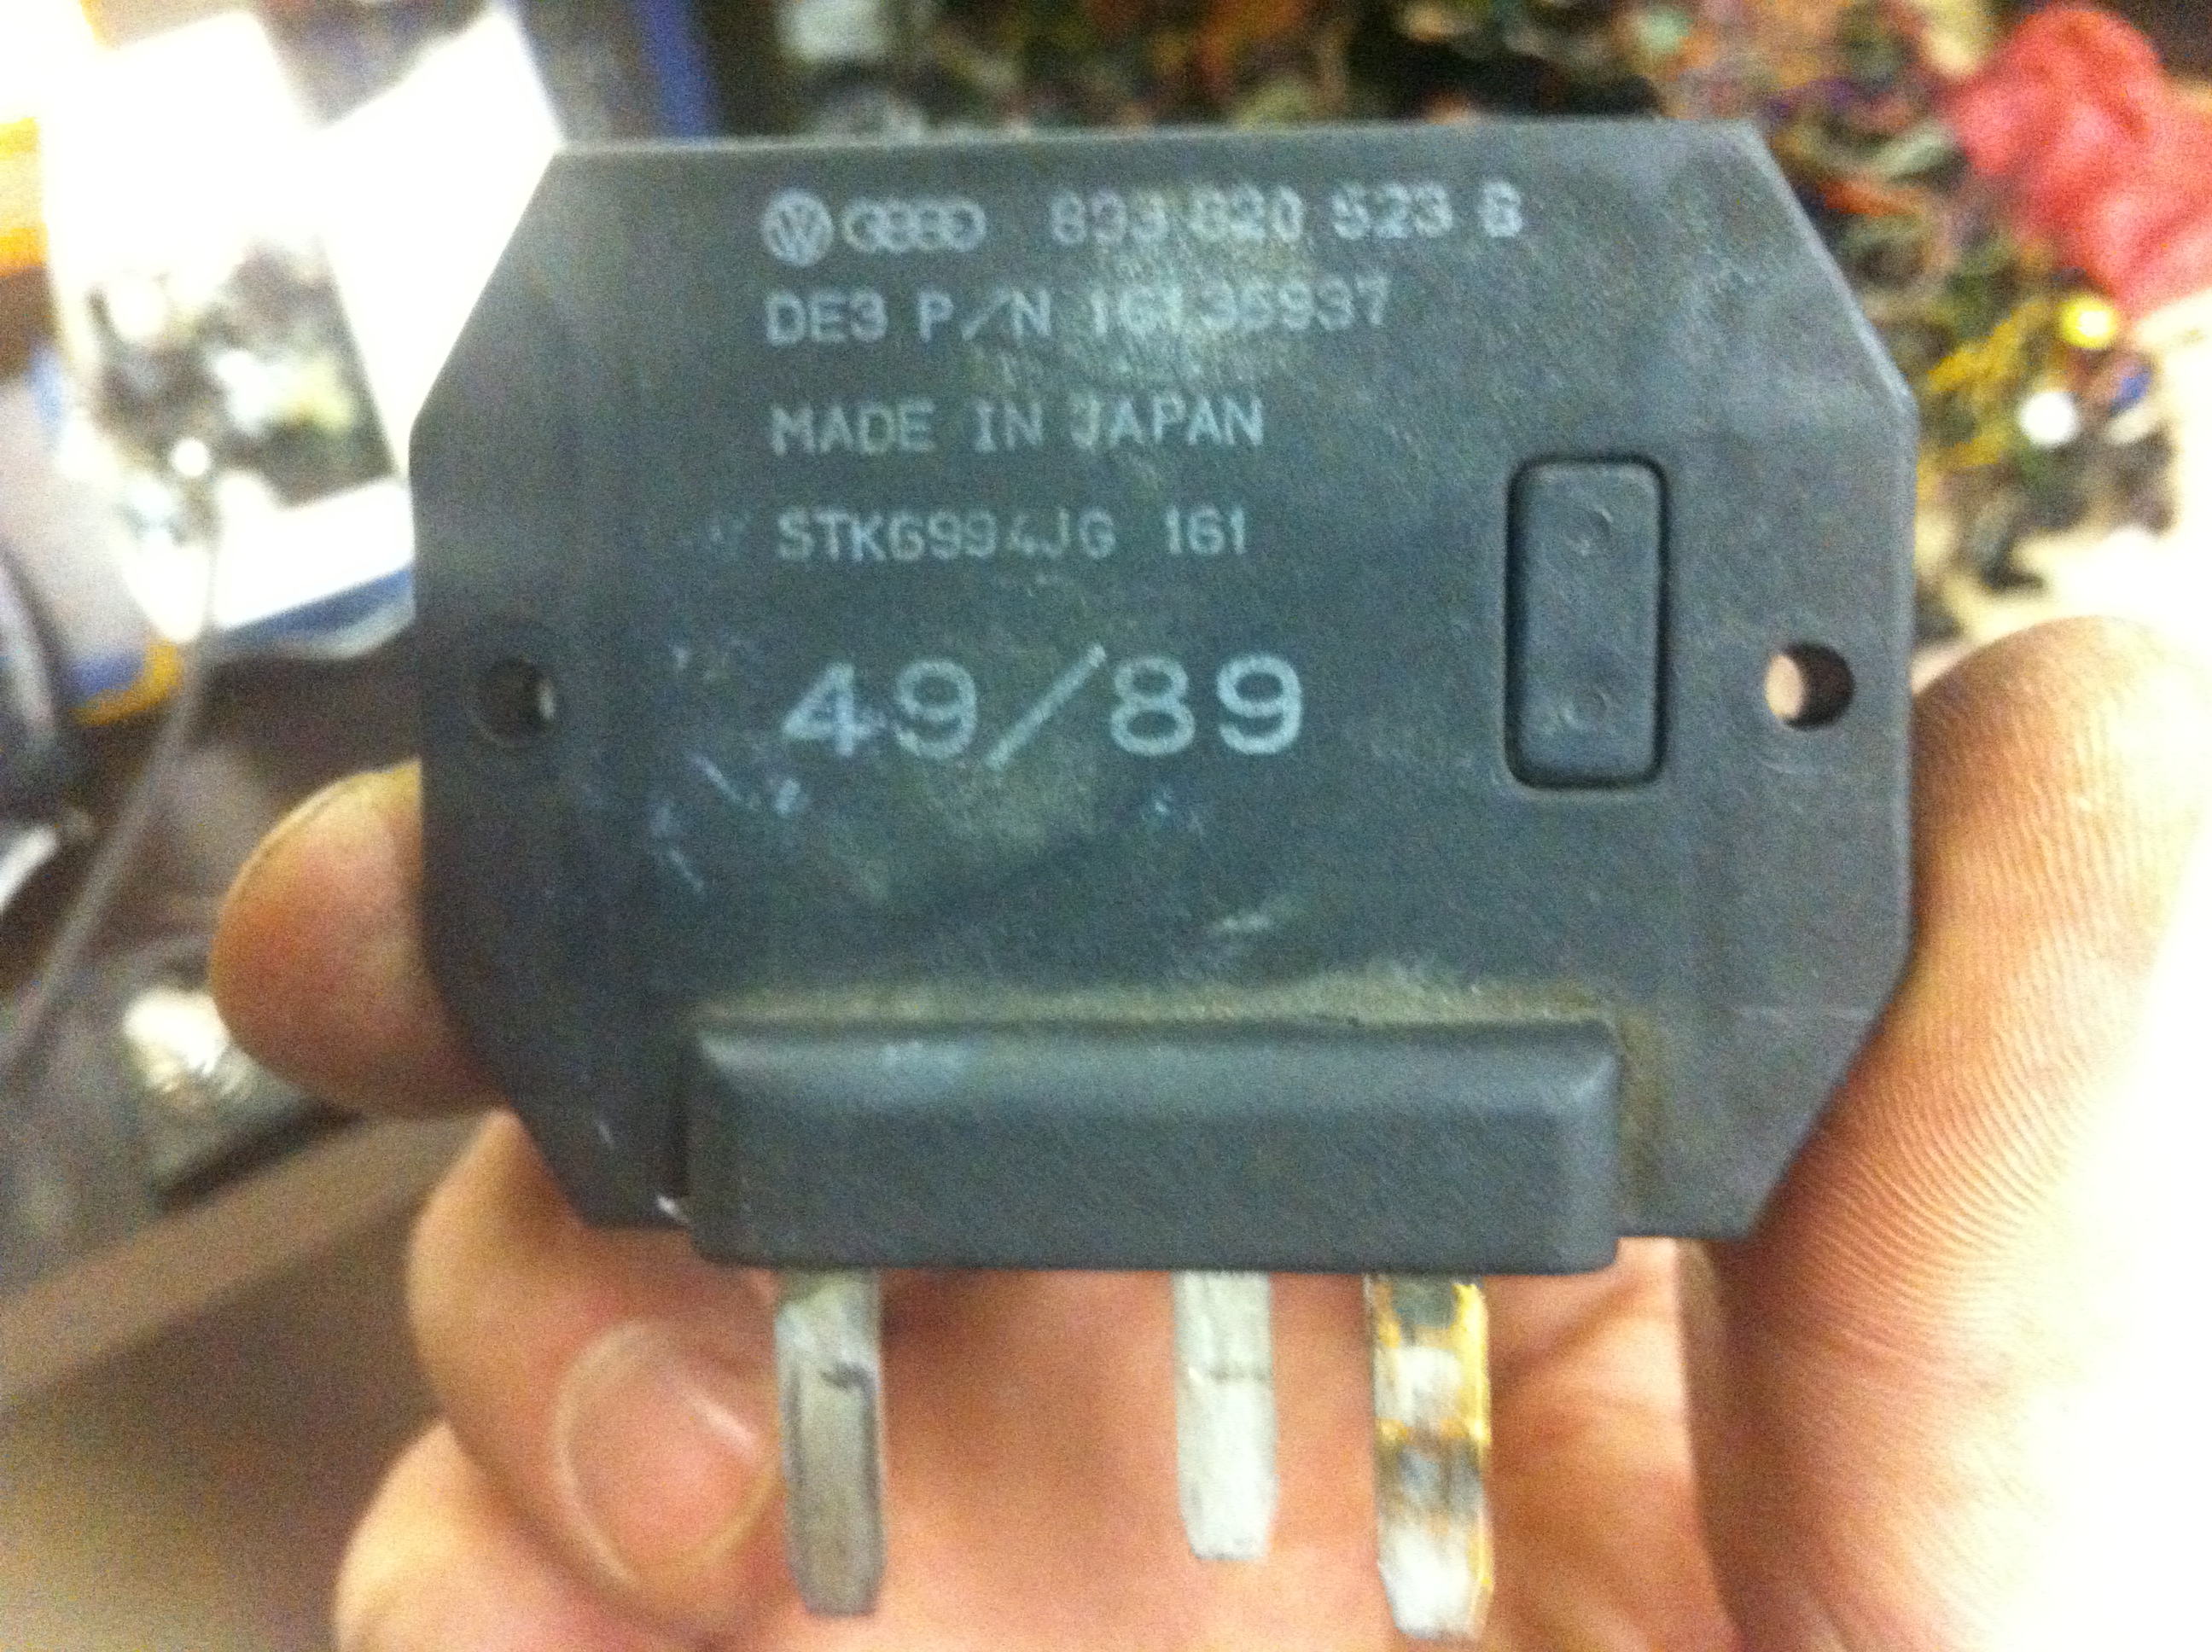 893 820 523 B
DE3 P/N 16135937
MADE IN JAPAN
STK6994JG 161
49/89